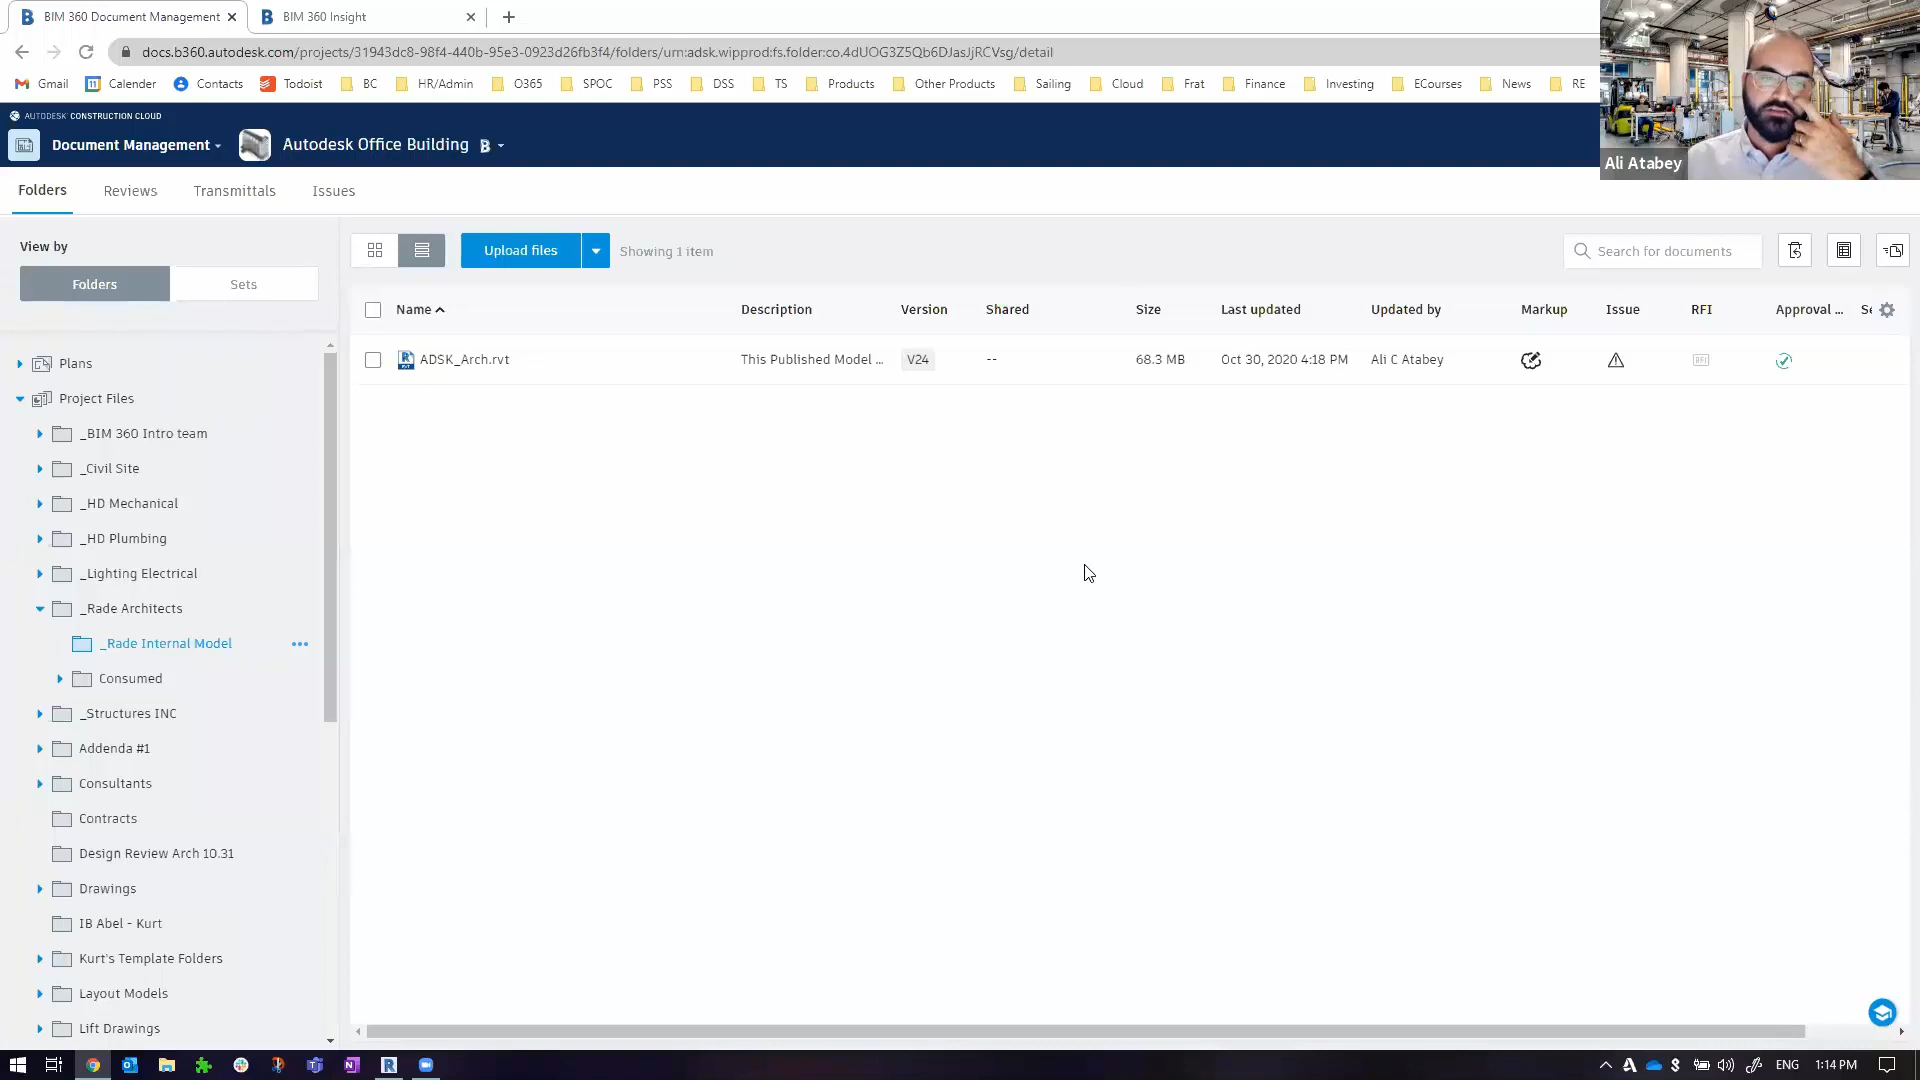 BIM 360 Document Management
BIM 360 Insight
docs.b360.autodesk.com/projects/31943dc8-98f4-440b-95e3-0923d26fb3f4/folders/urn:adsk.wipprod:fs.folder:co.4dUOG3Z5Qb6DJasJjRCVsg/detail
Gmail Calender Contacts Todoist BC HR/Admin O365 SPOC PSS DSS TS Products Other Products Sailing Cloud Frat Finance Investing ECourses News RE
AUTODESK CONSTRUCTION CLOUD
Document Management Autodesk Office Building
Ali Atabey
Folders Reviews Transmittals Issues
View by
Folders Sets
Upload files Showing 1 item Search for documents
Name Description Version Shared Size Last updated Updated by Markup Issue RFI Approval ... Se
ADSK_Arch.rvt This Published Model ... V24 -- 68.3 MB Oct 30, 2020 4:18 PM Ali C Atabey RFI
Plans
Project Files
_BIM 360 Intro team
_Civil Site
_HD Mechanical
_HD Plumbing
_Lighting Electrical
_Rade Architects
_Rade Internal Model
Consumed
_Structures INC
Addenda #1
Consultants
Contracts
Design Review Arch 10.31
Drawings
IB Abel - Kurt
Kurt's Template Folders
Layout Models
Lift Drawings
ENG 1:14 PM